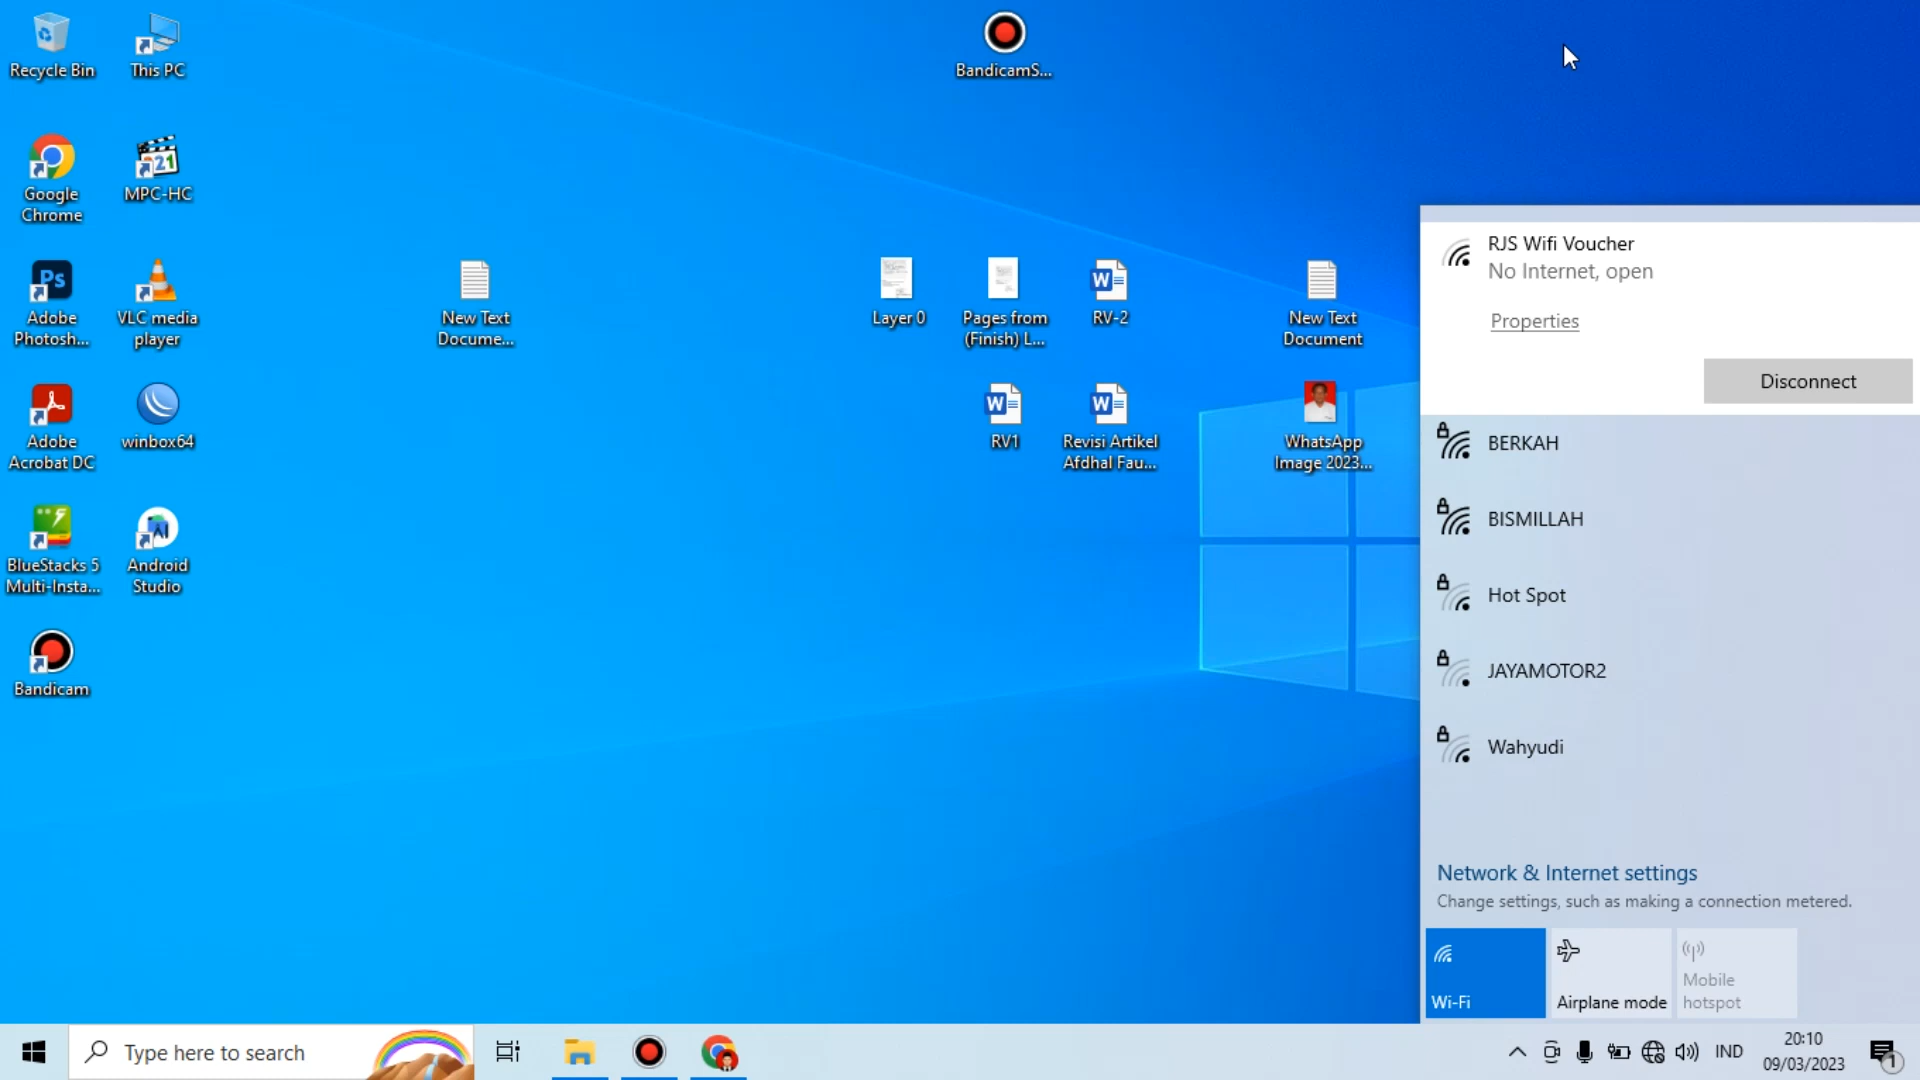 Recycle Bin
This PC
BandicamS...
Google
Chrome
MPC-HC
Adobe
Photosh...
VLC media
player
New Text
Docume...
Layer 0
Pages from
(Finish) L...
RV-2
New Text
Document
Adobe
Acrobat DC
winbox64
RV1
Revisi Artikel
Afdhal Fau...
WhatsApp
Image 2023...
BlueStacks 5
Multi-Insta...
Android
Studio
Bandicam
RJS Wifi Voucher
No Internet, open
Properties
Disconnect
BERKAH
BISMILLAH
Hot Spot
JAYAMOTOR2
Wahyudi
Network & Internet settings
Change settings, such as making a connection metered.
Wi-Fi
Airplane mode
Mobile
hotspot
Type here to search
IND
20:10
09/03/2023
1
Ps
W
W
W
21